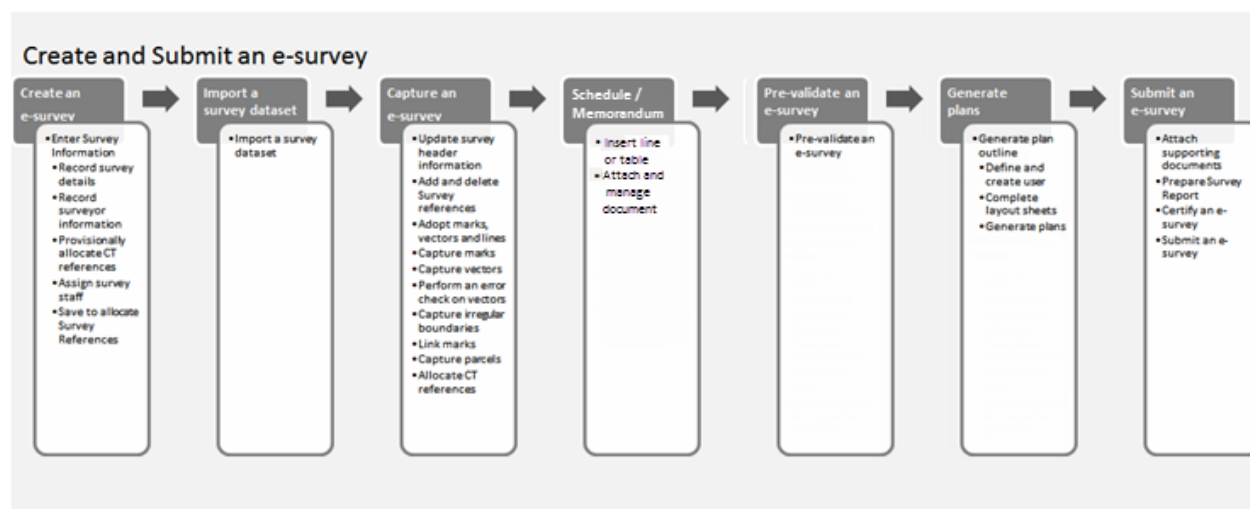 Create and Submit an e-survey
Create an
e-survey
•Enter Survey
Information
•Record survey
details
•Record
surveyor
information
•Provisionally
allocate CT
references
•Assign survey
staff
•Save to allocate
Survey
References
Import a
survey dataset
•Import a survey
dataset
Capture an
e-survey
•Update survey
header
information
•Add and delete
Survey
references
•Adopt marks,
vectors and lines
•Capture marks
•Capture vectors
•Perform an error
check on vectors
•Capture irregular
boundaries
•Link marks
•Capture parcels
•Allocate CT
references
Schedule /
Memorandum
•Insert line
or table
•Attach and
manage
document
Pre-validate an
e-survey
•Pre-validate an
e-survey
Generate
plans
•Generate plan
outline
•Define and
create user
•Complete
layout sheets
•Generate plans
Submit an
e-survey
•Attach
supporting
documents
•Prepare Survey
Report
•Certify an e-
survey
•Submit an e-
survey